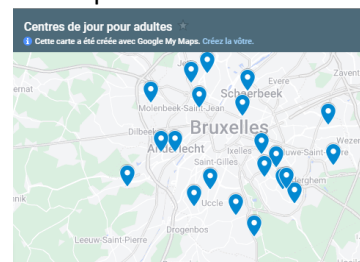 Centres de jour pour adultes
Cette carte a été créée avec Google My Maps. Créez la vôtre.
Evere
Zavent
Schaerbeek
Molenbeek-Saint-Jean
Dilbeek
Bruxelles
Anderlecht
Ixelles
Saint-Gilles
Uccle
Drogenbos
Leeuw-Saint-Pierre